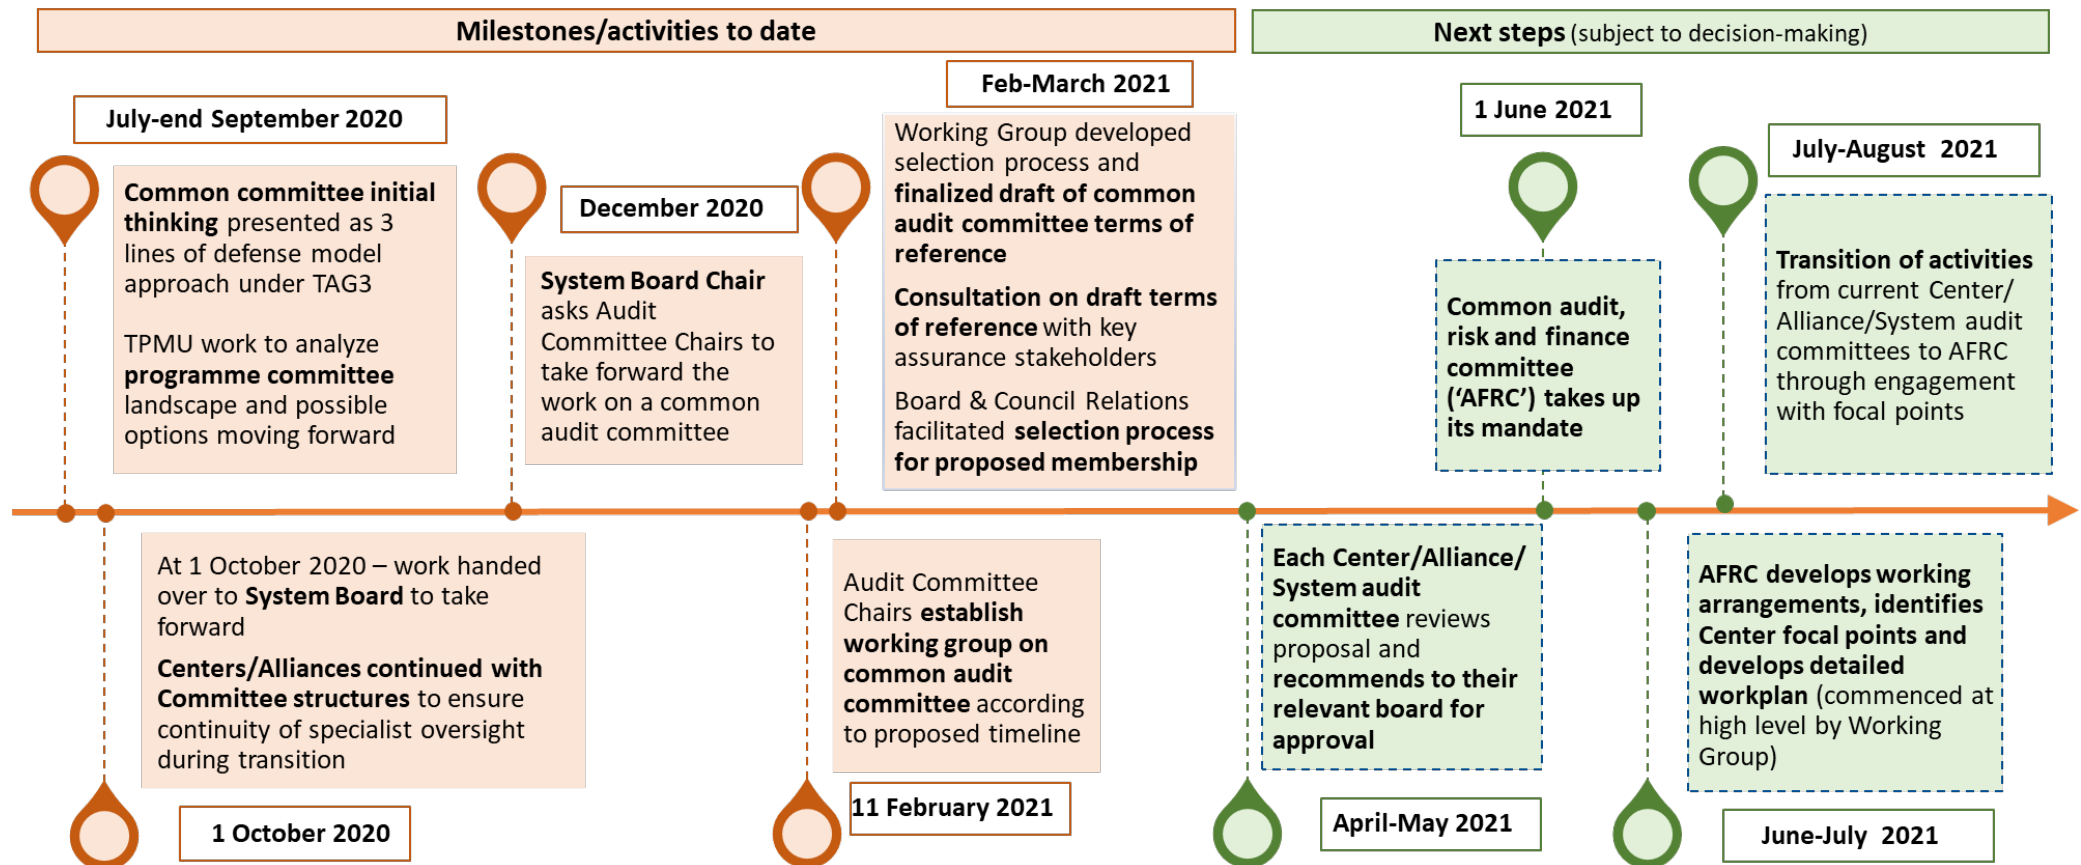 Milestones/activities to date
Next steps (subject to decision-making)
July-end September 2020
Common committee initial
thinking presented as 3
lines of defense model
approach under TAG3
TPMU work to analyze
programme committee
landscape and possible
options moving forward
At 1 October 2020 – work handed
over to System Board to take
forward
Centers/Alliances continued with
Committee structures to ensure
continuity of specialist oversight
during transition
1 October 2020
December 2020
System Board Chair
asks Audit
Committee Chairs to
take forward the
work on a common
audit committee
Audit Committee
Chairs establish
working group on
common audit
committee according
to proposed timeline
11 February 2021
Feb-March 2021
Working Group developed
selection process and
finalized draft of common
audit committee terms of
reference
Consultation on draft terms
of reference with key
assurance stakeholders
Board & Council Relations
facilitated selection process
for proposed membership
Each Center/Alliance/
System audit
committee reviews
proposal and
recommends to their
relevant board for
approval
April-May 2021
1 June 2021
Common audit,
risk and finance
committee
(‘AFRC’) takes up
its mandate
AFRC develops working
arrangements, identifies
Center focal points and
develops detailed
workplan (commenced at
high level by Working
Group)
June-July 2021
July-August 2021
Transition of activities
from current Center/
Alliance/System audit
committees to AFRC
through engagement
with focal points